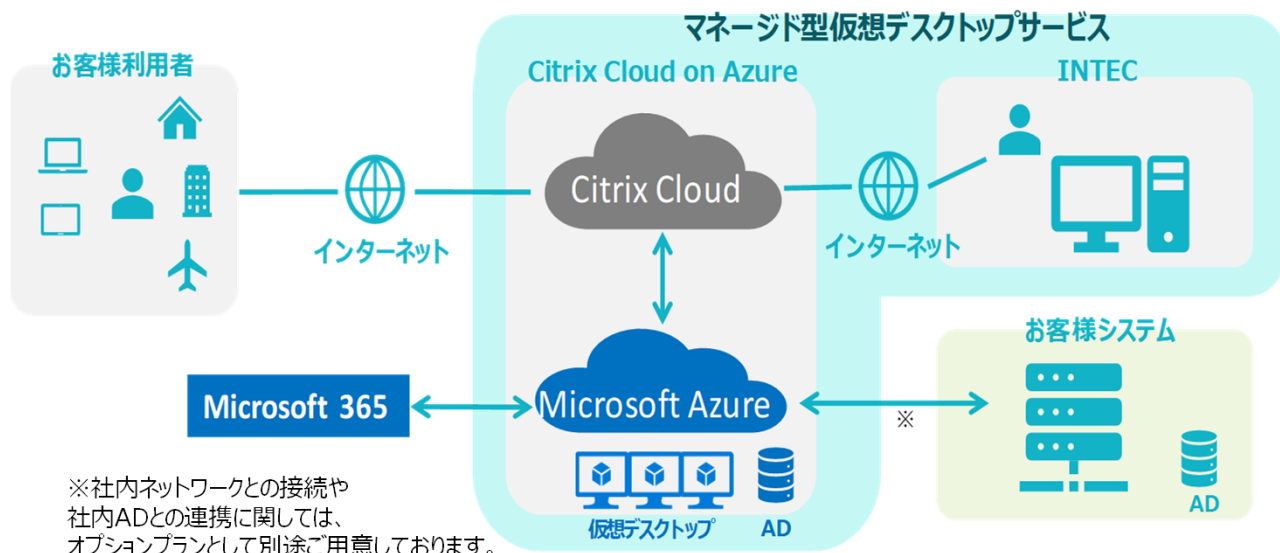 マネージド型仮想デスクトップサービス
お客様利用者
Citrix Cloud on Azure
INTEC
Citrix Cloud
インターネット
インターネット
お客様システム
Microsoft 365
Microsoft Azure
※
仮想デスクトップ
AD
AD
※社内ネットワークとの接続や
社内ADとの連携に関しては、
オプションプランとして別途ご用意しております。